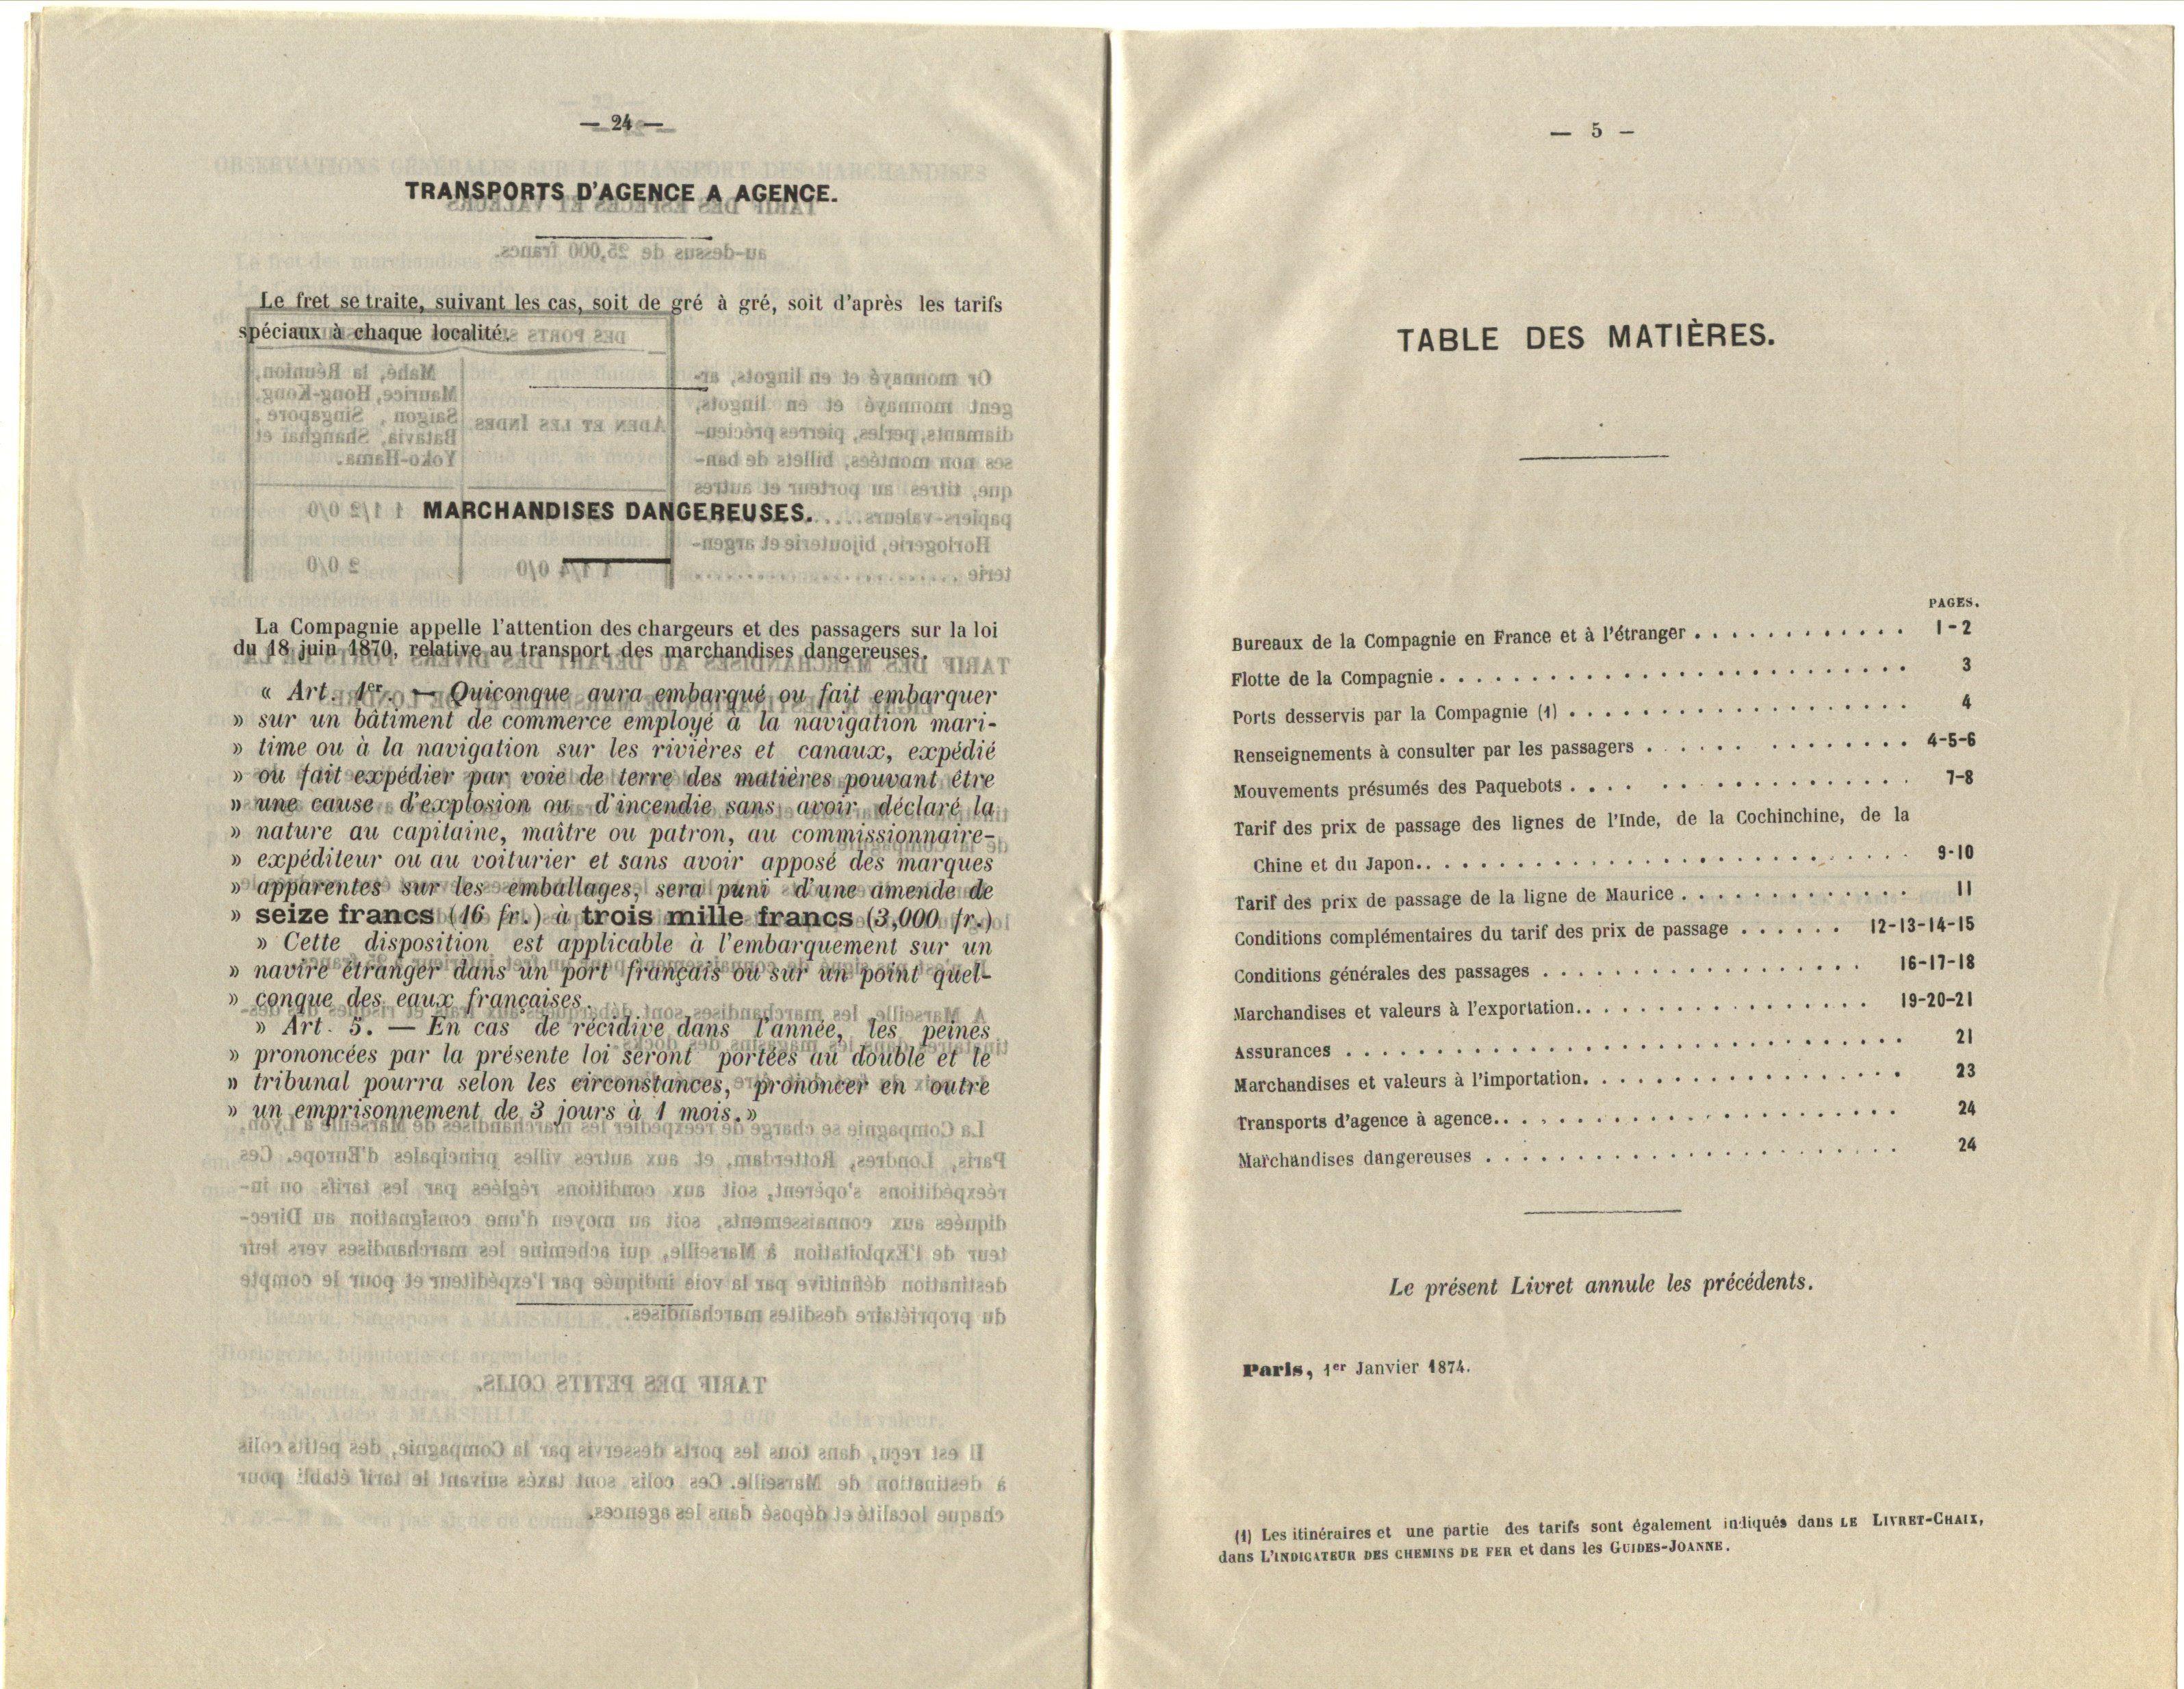 — 24 —
TRANSPORTS D'AGENCE A AGENCE.
Le fret se traite, suivant les cas, soit de gré à gré, soit d'après les tarifs
spéciaux à chaque localité.
MARCHANDISES DANGEREUSES.
La Compagnie appelle l'attention des chargeurs et des passagers sur la loi
du 18 juin 1870, relative au transport des marchandises dangereuses.
« Art. 1er. — Quiconque aura embarqué ou fait embarquer
» sur un bâtiment de commerce employé à la navigation mari-
» time ou à la navigation sur les rivières et canaux, expédié
» ou fait expédier par voie de terre des matières pouvant être
» une cause d'explosion ou d'incendie sans avoir déclaré la
» nature au capitaine, maître ou patron, au commissionnaire-
» expéditeur ou au voiturier et sans avoir apposé des marques
» apparentes sur les emballages, sera puni d'une amende de
» seize francs (16 fr.) à trois mille francs (3,000 fr.)
» Cette disposition est applicable à l'embarquement sur un
» navire étranger dans un port français ou sur un point quel-
» conque des eaux françaises.
» Art. 5. — En cas de récidive dans l'année, les peines
» prononcées par la présente loi seront portées au double et le
» tribunal pourra selon les circonstances, prononcer en outre
» un emprisonnement de 3 jours à 1 mois. »
— 5 —
TABLE DES MATIÈRES.
PAGES.
Bureaux de la Compagnie en France et à l'étranger . . . . . . . . . . . . 1-2
Flotte de la Compagnie . . . . . . . . . . . . . . . . . . . . . . . . . . 3
Ports desservis par la Compagnie (1) . . . . . . . . . . . . . . . . . . . 4
Renseignements à consulter par les passagers . . . . . . . . . . . . . . 4-5-6
Mouvements présumés des Paquebots . . . . . . . . . . . . . . . . . . 7-8
Tarif des prix de passage des lignes de l'Inde, de la Cochinchine, de la
Chine et du Japon. . . . . . . . . . . . . . . . . . . . . . . . . . . 9-10
Tarif des prix de passage de la ligne de Maurice . . . . . . . . . . . . . 11
Conditions complémentaires du tarif des prix de passage . . . . . . 12-13-14-15
Conditions générales des passages . . . . . . . . . . . . . . . . . . 16-17-18
Marchandises et valeurs à l'exportation. . . . . . . . . . . . . . . . . 19-20-21
Assurances . . . . . . . . . . . . . . . . . . . . . . . . . . . . . . . 21
Marchandises et valeurs à l'importation. . . . . . . . . . . . . . . . . . 23
Transports d'agence à agence. . . . . . . . . . . . . . . . . . . . . . . 24
Marchandises dangereuses . . . . . . . . . . . . . . . . . . . . . . . 24
Le présent Livret annule les précédents.
Paris, 1er Janvier 1874.
(1) Les itinéraires et une partie des tarifs sont également indiqués dans LE LIVRET-CHAIX,
dans L'INDICATEUR DES CHEMINS DE FER et dans les GUIDES-JOANNE.